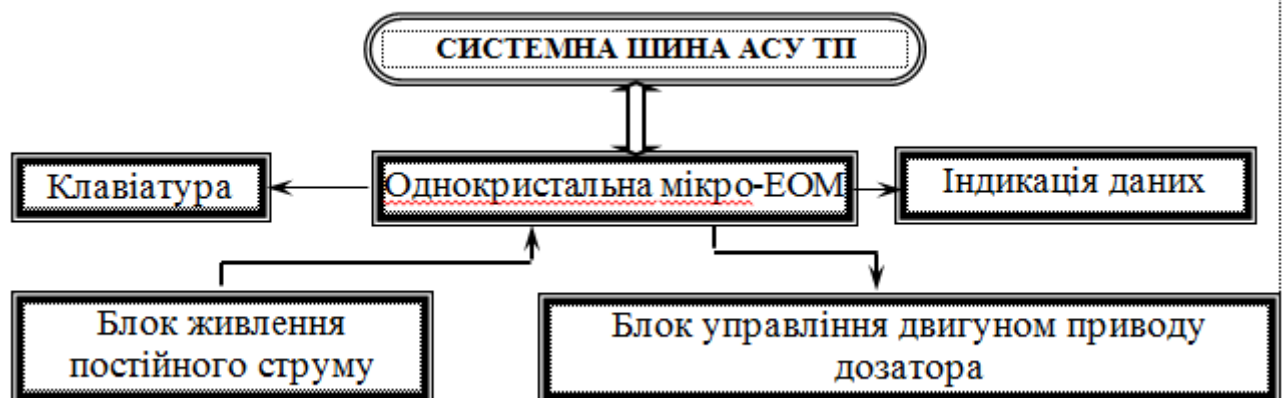 СИСТЕМНА ШИНА АСУ ТП
Клавіатура
Однокристальна мікро-ЕОМ
Індикація даних
Блок живлення
постійного струму
Блок управління двигуном приводу
дозатора